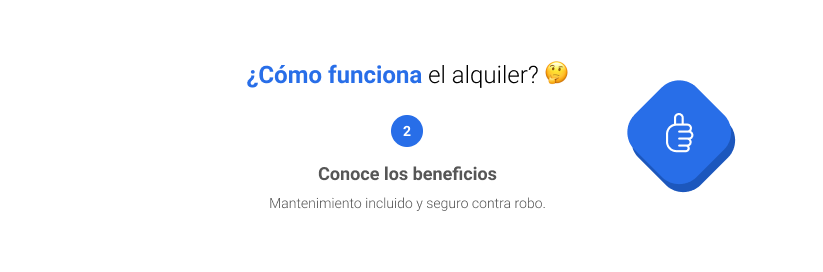 ¿Cómo funciona el alquiler? 🤔
2
Conoce los beneficios
Mantenimiento incluido y seguro contra robo.